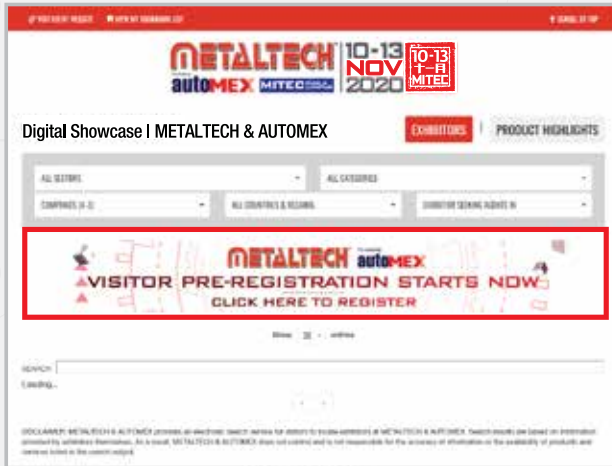 VISIT EVENT WEBSITE VIEW MY BOOKMARK LIST SCROLL TO TOP
METALTECH 10-13 NOV 2020 10-13 十一月 MITEC
autoMEX MITEC
Digital Showcase | METALTECH & AUTOMEX EXHIBITORS | PRODUCT HIGHLIGHTS
ALL SECTORS ALL CATEGORIES
COMPANIES (A-Z) ALL COUNTRIES & REGIONS EXHIBITOR SEEKING AGENTS IN
METALTECH autoMEX
VISITOR PRE-REGISTRATION STARTS NOW
CLICK HERE TO REGISTER
Show entries
SEARCH:
Loading...
DISCLAIMER: METALTECH & AUTOMEX provides an electronic search service for visitors to locate exhibitors at METALTECH & AUTOMEX. Search results are based on information
provided by exhibitors themselves. As a result, METALTECH & AUTOMEX does not control and is not responsible for the accuracy of information or the availability of products and
services listed in the search output.